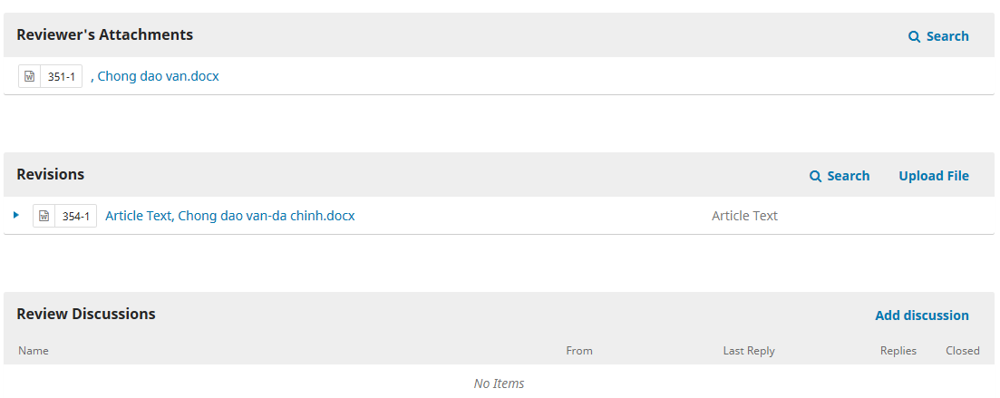 Reviewer's Attachments
Search
351-1 , Chong dao van.docx
Revisions
Search Upload File
354-1 Article Text, Chong dao van-da chinh.docx Article Text
Review Discussions
Add discussion
Name From Last Reply Replies Closed
No Items